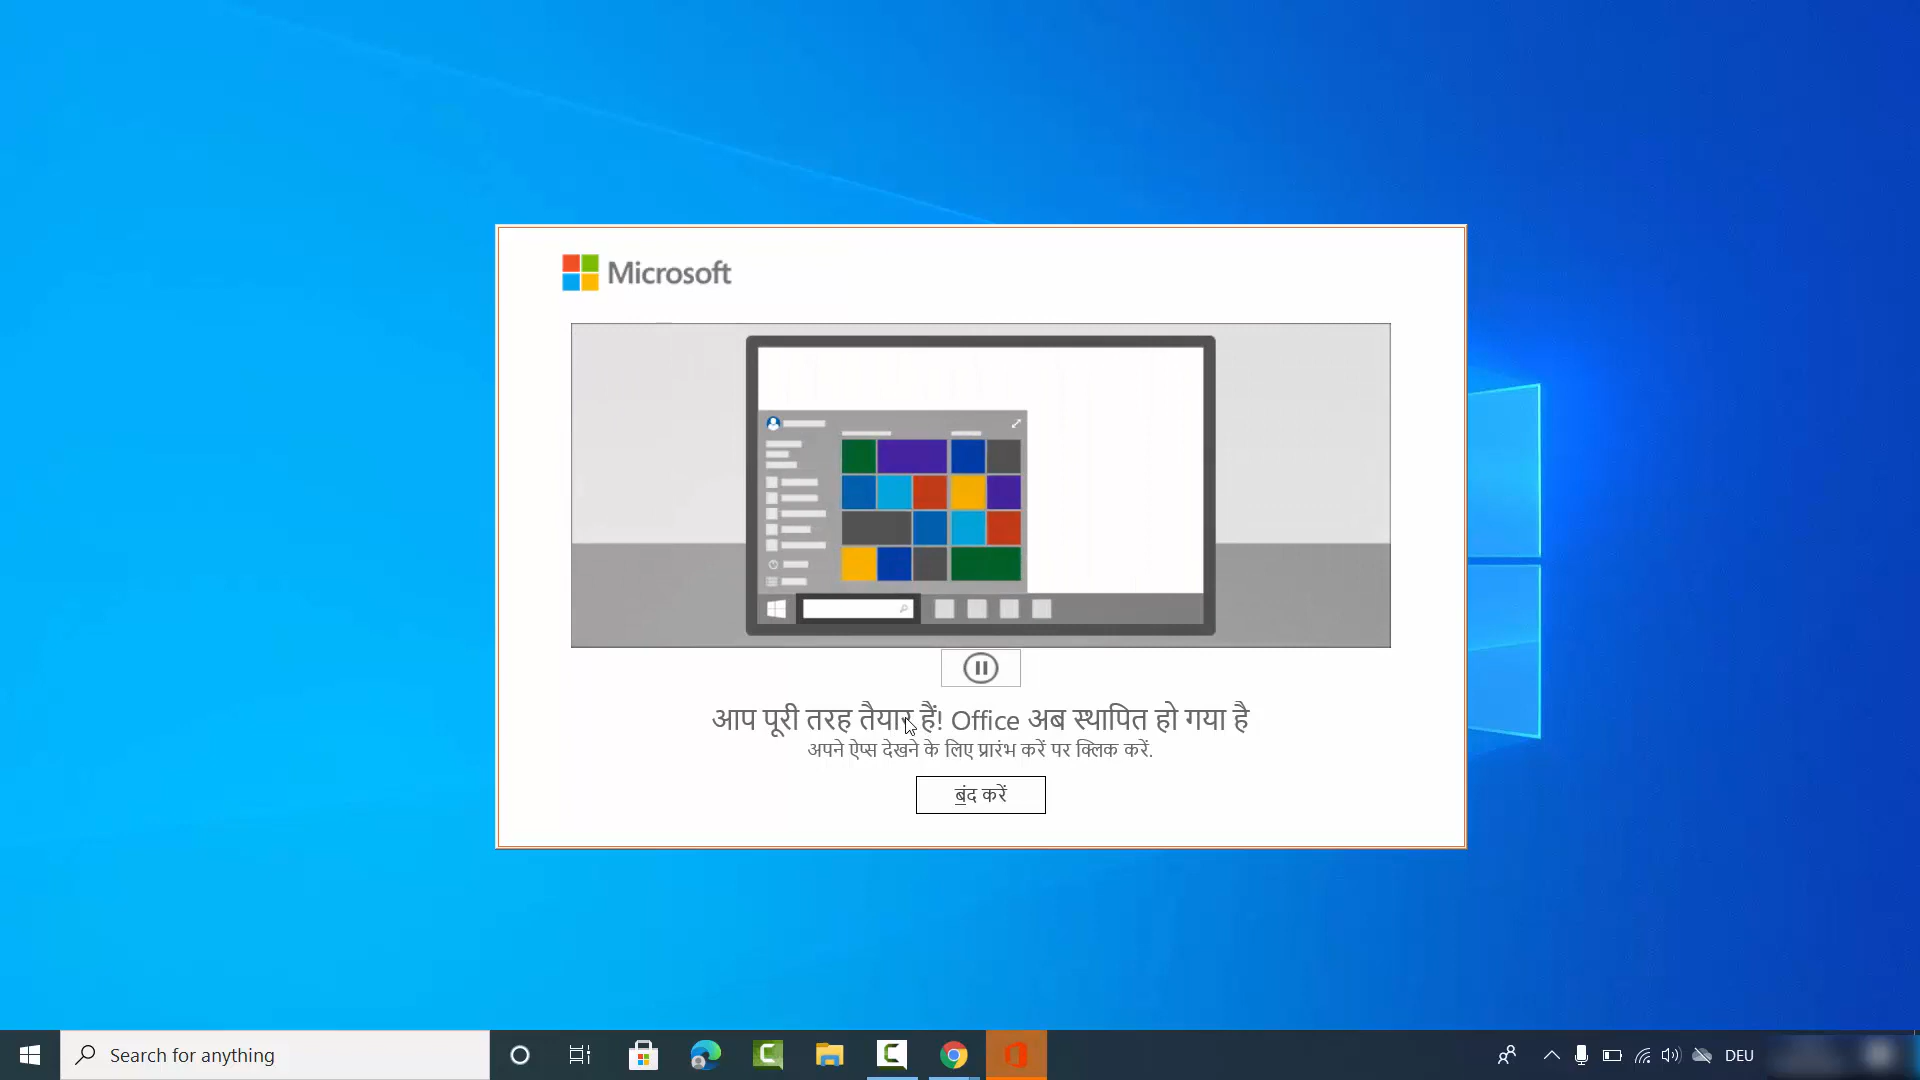 Microsoft
आप पूरी तरह तैयार हैं! Office अब स्थापित हो गया है
अपने ऐप्स देखने के लिए प्रारंभ करें पर क्लिक करें.
बंद करें
Search for anything
DEU